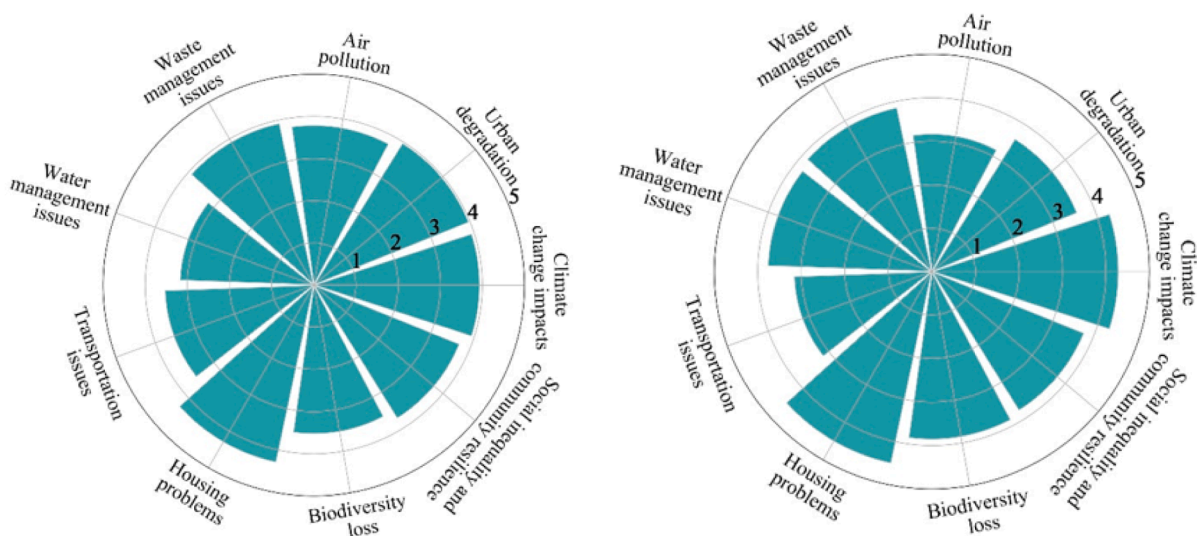 Air
pollution
Urban
degradation
Climate
change impacts
Social inequality and
community resilience
Biodiversity
loss
Housing
problems
Transportation
issues
Water
management
issues
Waste
management
issues
1
2
3
4
5
Air
pollution
Urban
degradation
Climate
change impacts
Social inequality and
community resilience
Biodiversity
loss
Housing
problems
Transportation
issues
Water
management
issues
Waste
management
issues
1
2
3
4
5